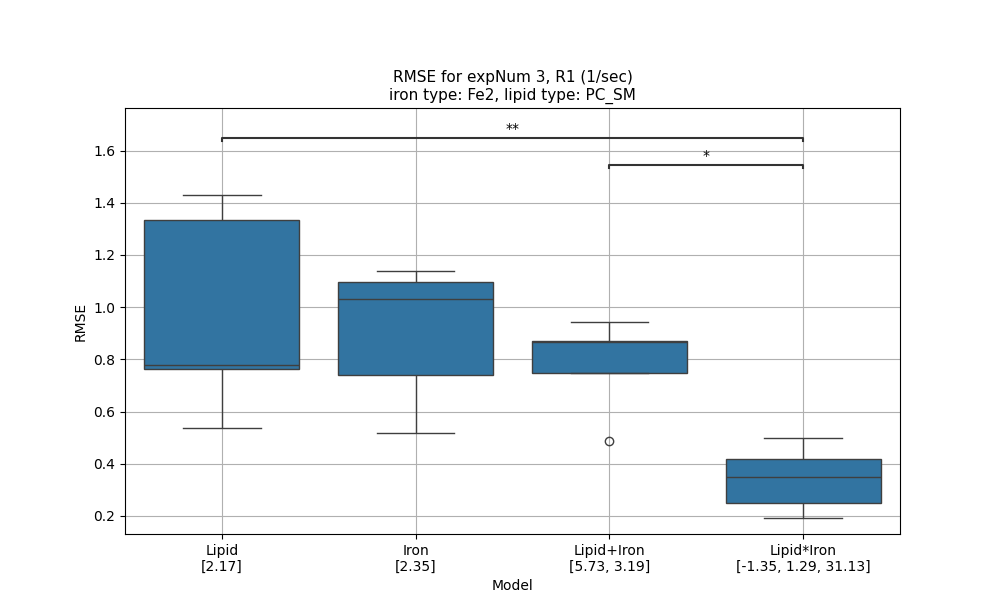 RMSE for expNum 3, R1 (1/sec)
iron type: Fe2, lipid type: PC_SM
**
*
1.6
1.4
1.2
1.0
0.8
0.6
0.4
0.2
RMSE
Lipid
[2.17]
Iron
[2.35]
Lipid+Iron
[5.73, 3.19]
Lipid*Iron
[-1.35, 1.29, 31.13]
Model